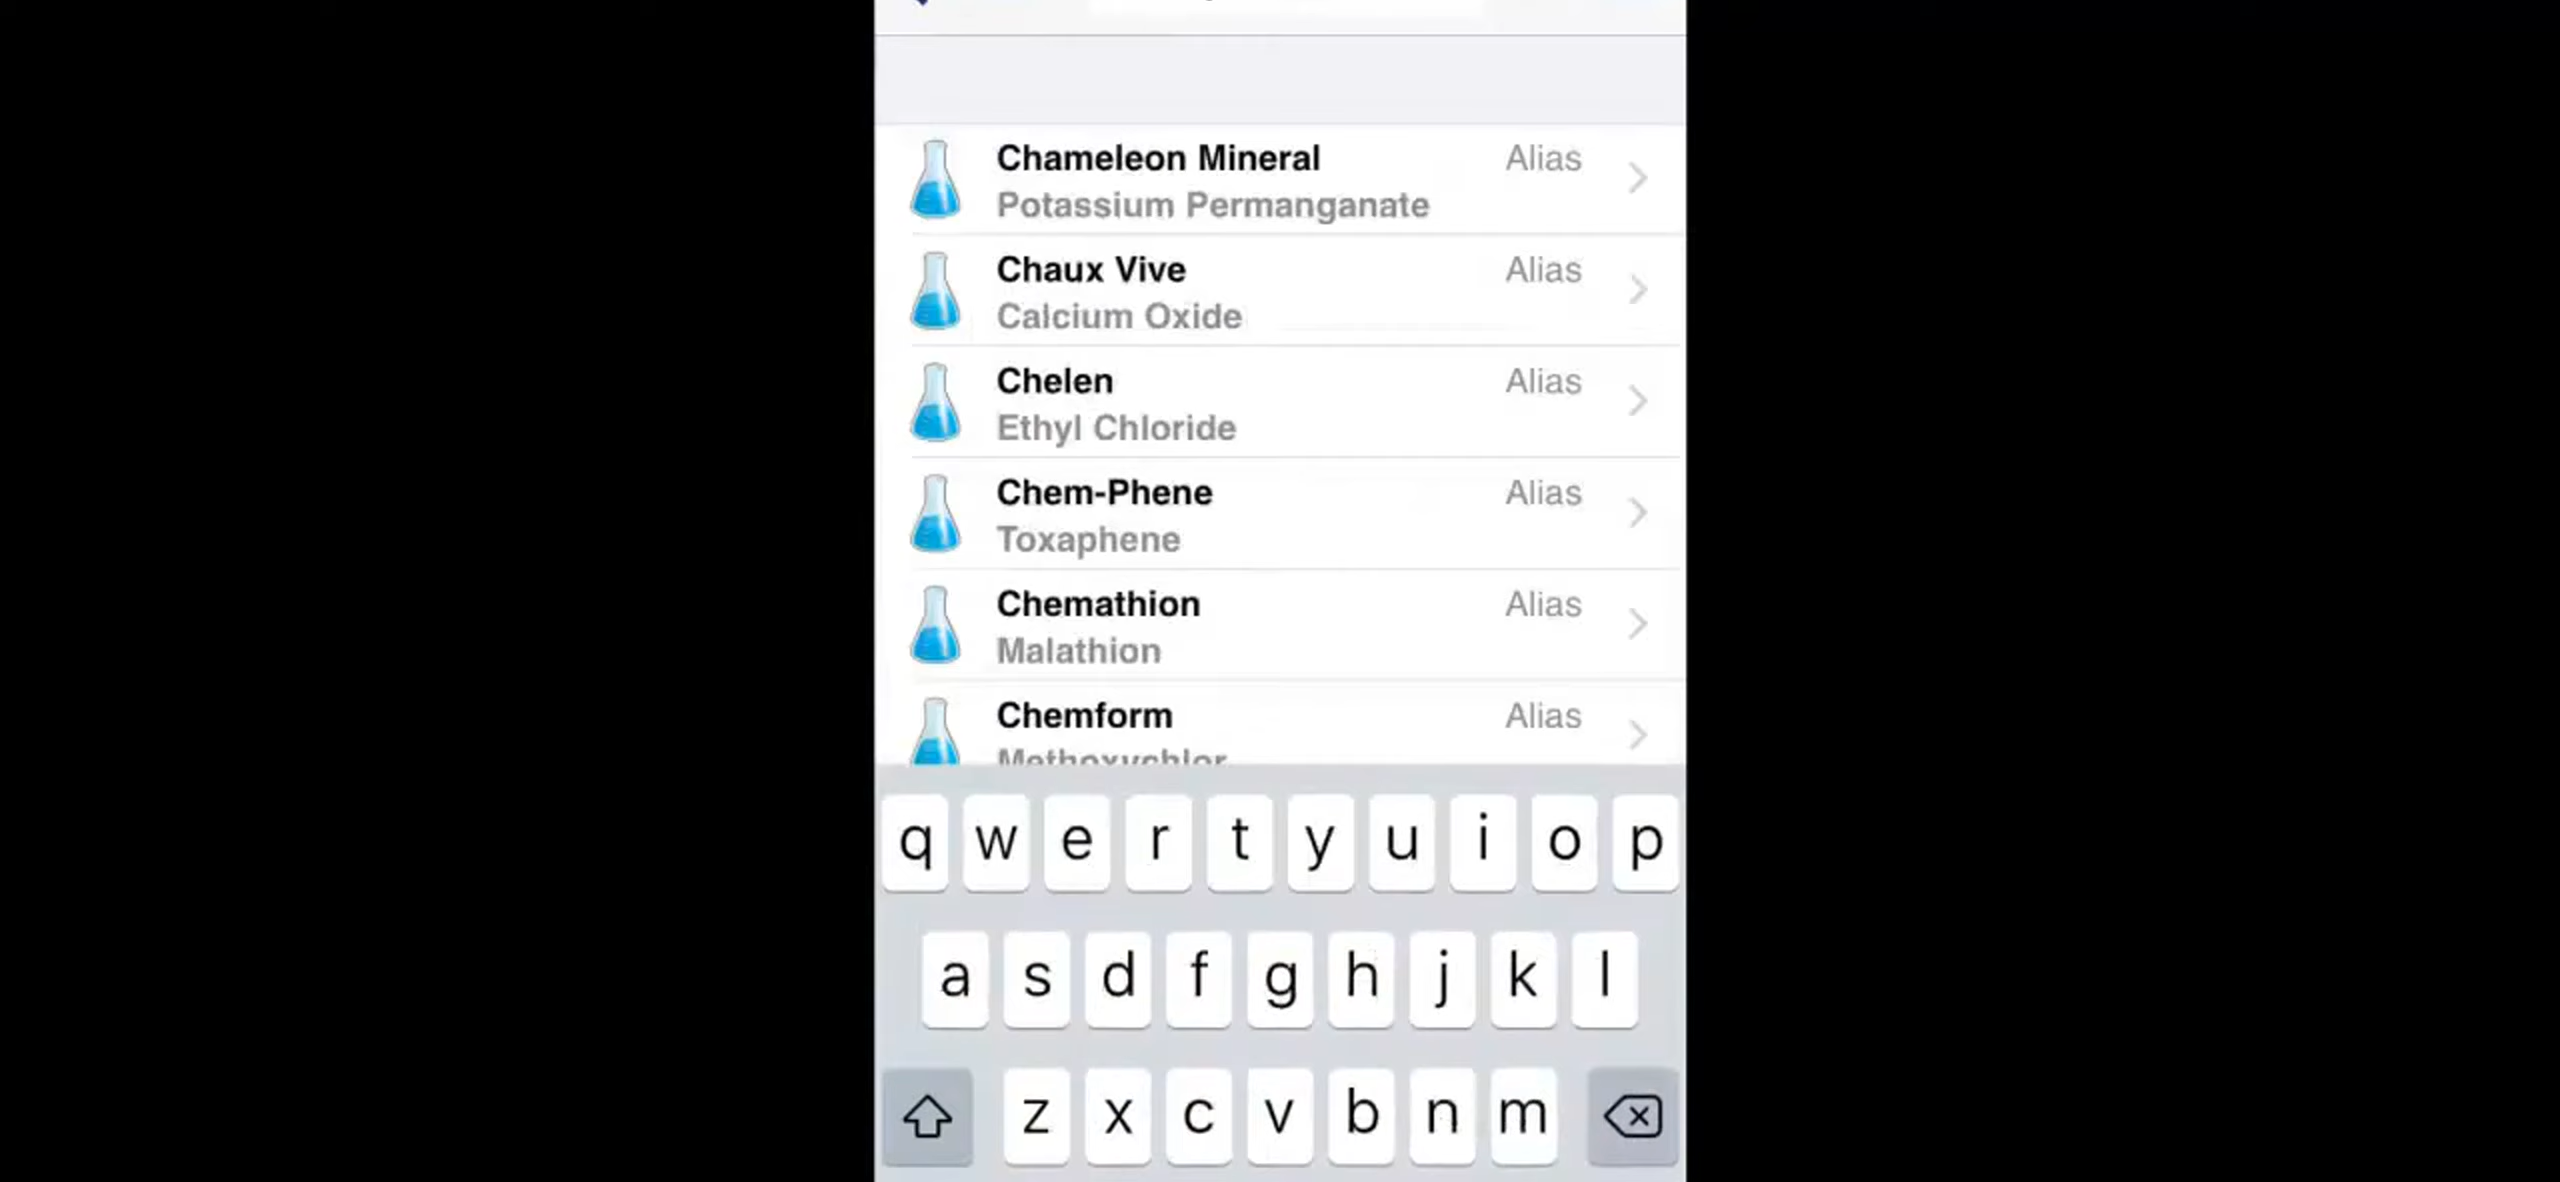 Chameleon Mineral Alias
Potassium Permanganate
Chaux Vive Alias
Calcium Oxide
Chelen Alias
Ethyl Chloride
Chem-Phene Alias
Toxaphene
Chemathion Alias
Malathion
Chemform Alias
Methoxychlor
q w e r t y u i o p
a s d f g h j k l
z x c v b n m